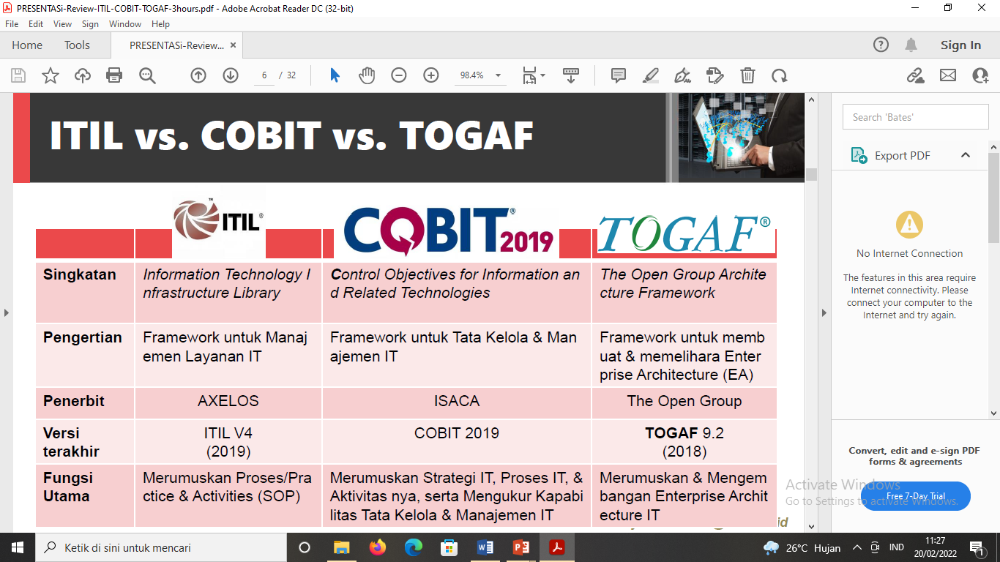 PRESENTASi-Review-ITIL-COBIT-TOGAF-3hours.pdf - Adobe Acrobat Reader DC (32-bit)
File Edit View Sign Window Help
Home Tools PRESENTASi-Review... × Sign In
6 / 32 98.4%
ITIL vs. COBIT vs. TOGAF
Search 'Bates'
Export PDF
ITIL®
COBIT® 2019
TOGAF®
No Internet Connection
The features in this area require
Internet connectivity. Please
connect your computer to the
Internet and try again.
Singkatan
Information Technology I
nfrastructure Library
Control Objectives for Information an
d Related Technologies
The Open Group Archite
cture Framework
Pengertian
Framework untuk Manaj
emen Layanan IT
Framework untuk Tata Kelola & Man
ajemen IT
Framework untuk memb
uat & memelihara Enter
prise Architecture (EA)
Penerbit
AXELOS
ISACA
The Open Group
Versi
terakhir
ITIL V4
(2019)
COBIT 2019
TOGAF 9.2
(2018)
Fungsi
Utama
Merumuskan Proses/Pra
ctice & Activities (SOP)
Merumuskan Strategi IT, Proses IT, &
Aktivitas nya, serta Mengukur Kapabi
litas Tata Kelola & Manajemen IT
Merumuskan & Mengem
bangan Enterprise Archit
ecture IT
id
Convert, edit and e-sign PDF
forms & agreements
Free 7-Day Trial
Activate Windows
Go to Settings to activate Windows.
Ketik di sini untuk mencari
26°C Hujan
IND
11:27
20/02/2022
1